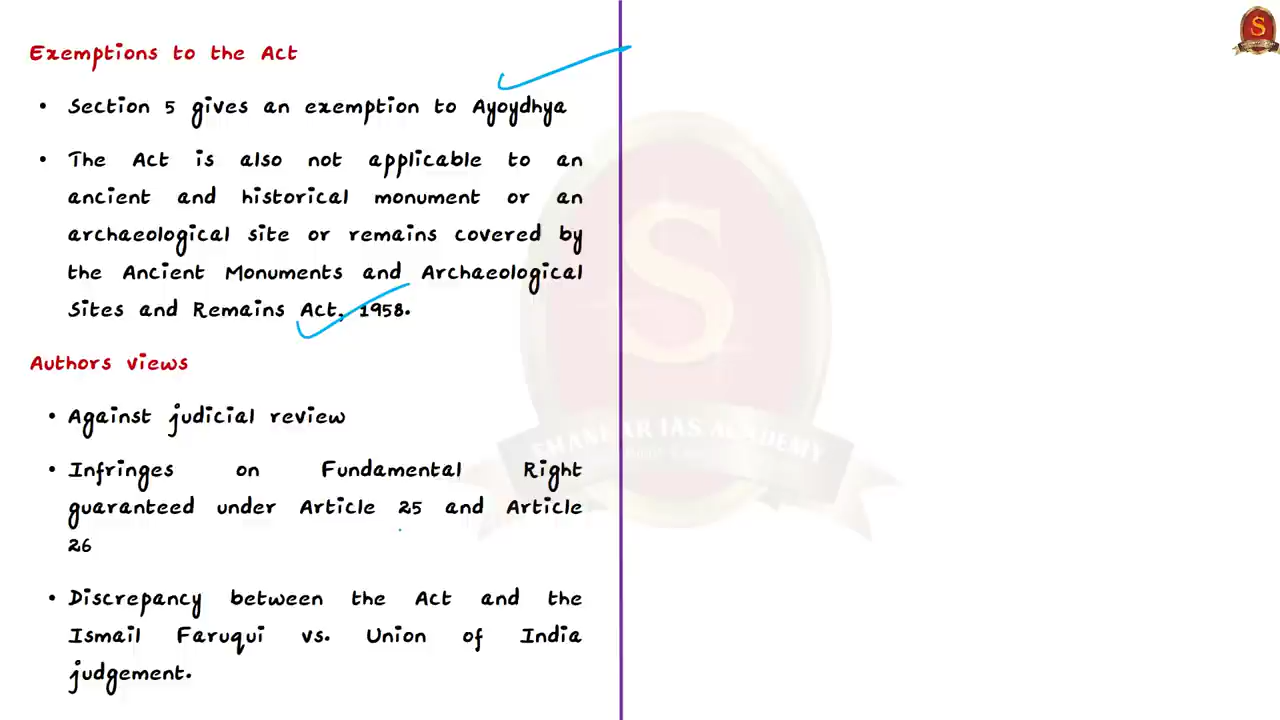 Exemptions to the Act
• Section 5 gives an exemption to Ayoydhya
• The Act is also not applicable to an
ancient and historical monument or an
archaeological site or remains covered by
the Ancient Monuments and Archaeological
Sites and Remains Act, 1958.
Authors views
• Against judicial review
• Infringes on Fundamental Right
guaranteed under Article 25 and Article
26
• Discrepancy between the Act and the
Ismail Faruqui vs. Union of India
judgement.
S
SHANKAR IAS ACADEMY
S